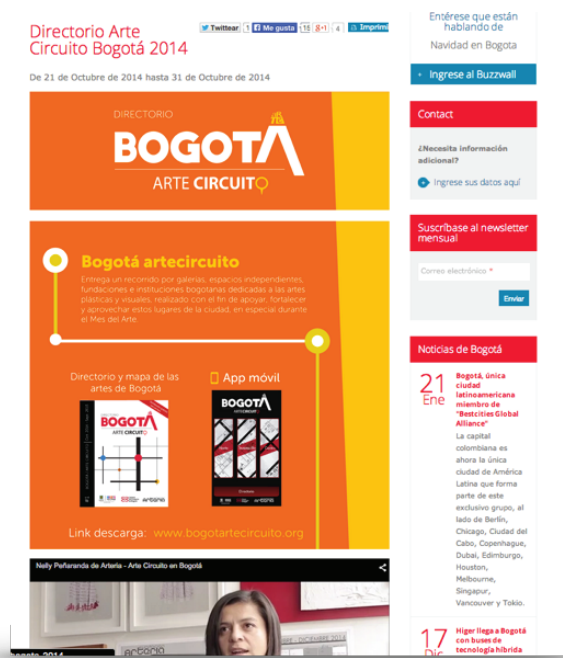 Directorio Arte
Circuito Bogotá 2014
Twittear 1 Me gusta g+1 4 Imprimi
De 21 de Octubre de 2014 hasta 31 de Octubre de 2014
DIRECTORIO
BOGOTÁ
ARTE CIRCUITO
Bogotá artecircuito
Entrega un recorrido por galerías, espacios independientes,
fundaciones e instituciones bogotanas dedicadas a las artes
plásticas y visuales, realizado con el fin de apoyar, fortalecer
y aprovechar estos lugares de la ciudad, en especial durante
el Mes del Arte.
Directorio y mapa de las
artes de Bogotá
BOGOTÁ
ARTE CIRCUITO
App móvil
BOGOTÁ
ARTECIRCUITO
Link descarga: www.bogotartecircuito.org
Nelly Peñaranda de Arteria - Arte Circuito en Bogotá
Entérese que están
hablando de
Navidad en Bogota
Ingrese al Buzzwall
Contact
¿Necesita información
adicional?
Ingrese sus datos aquí
Suscríbase al newsletter
mensual
Correo electrónico *
Enviar
Noticias de Bogotá
21
Ene
Bogotá, única
ciudad
latinoamericana
miembro de
"Bestcities Global
Alliance"
La capital
colombiana es
ahora la única
ciudad de América
Latina que forma
parte de este
exclusivo grupo, al
lado de Berlín,
Chicago, Ciudad del
Cabo, Copenhague,
Dubai, Edimburgo,
Houston,
Melbourne,
Singapur,
Vancouver y Tokio.
17
Dic
Higer llega a Bogotá
con buses de
tecnología híbrida